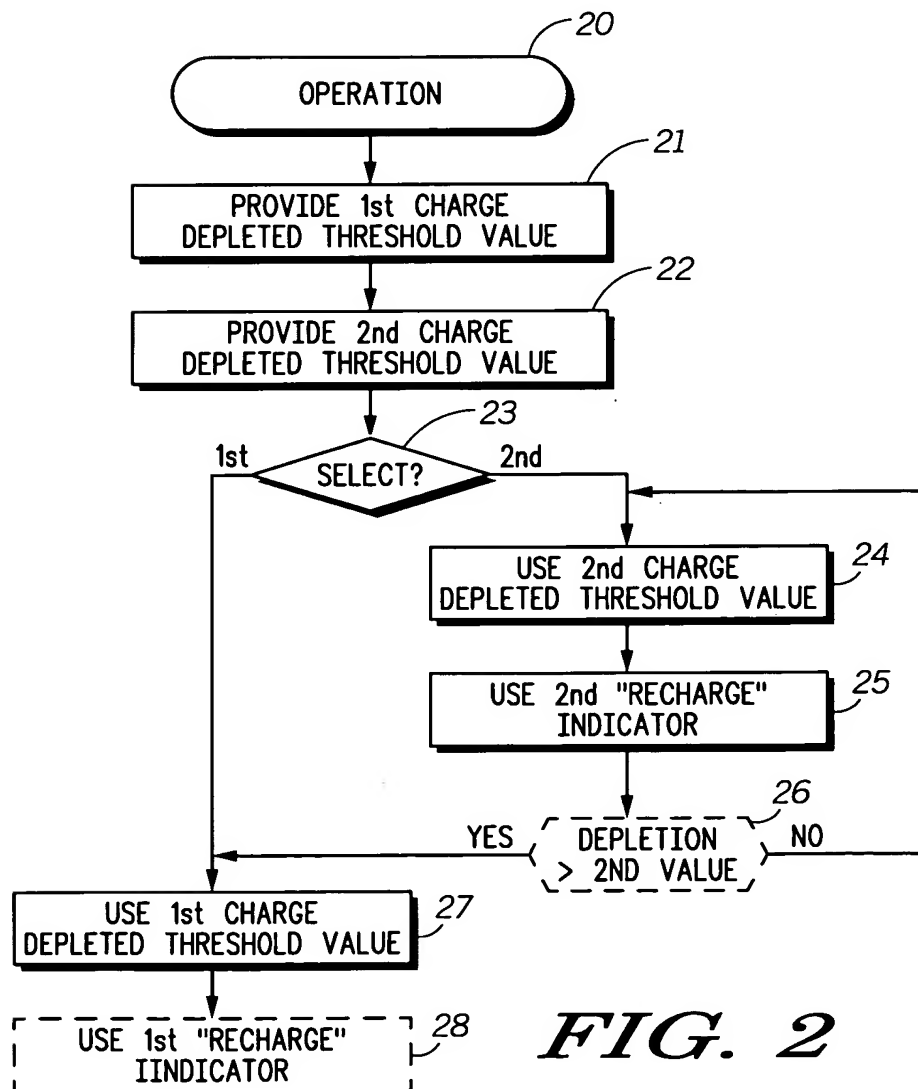 20
OPERATION
21
PROVIDE 1st CHARGE
DEPLETED THRESHOLD VALUE
22
PROVIDE 2nd CHARGE
DEPLETED THRESHOLD VALUE
23
1st
SELECT?
2nd
24
USE 2nd CHARGE
DEPLETED THRESHOLD VALUE
25
USE 2nd "RECHARGE"
INDICATOR
26
YES
DEPLETION
> 2ND VALUE
NO
27
USE 1st CHARGE
DEPLETED THRESHOLD VALUE
28
USE 1st "RECHARGE"
IINDICATOR
FIG. 2